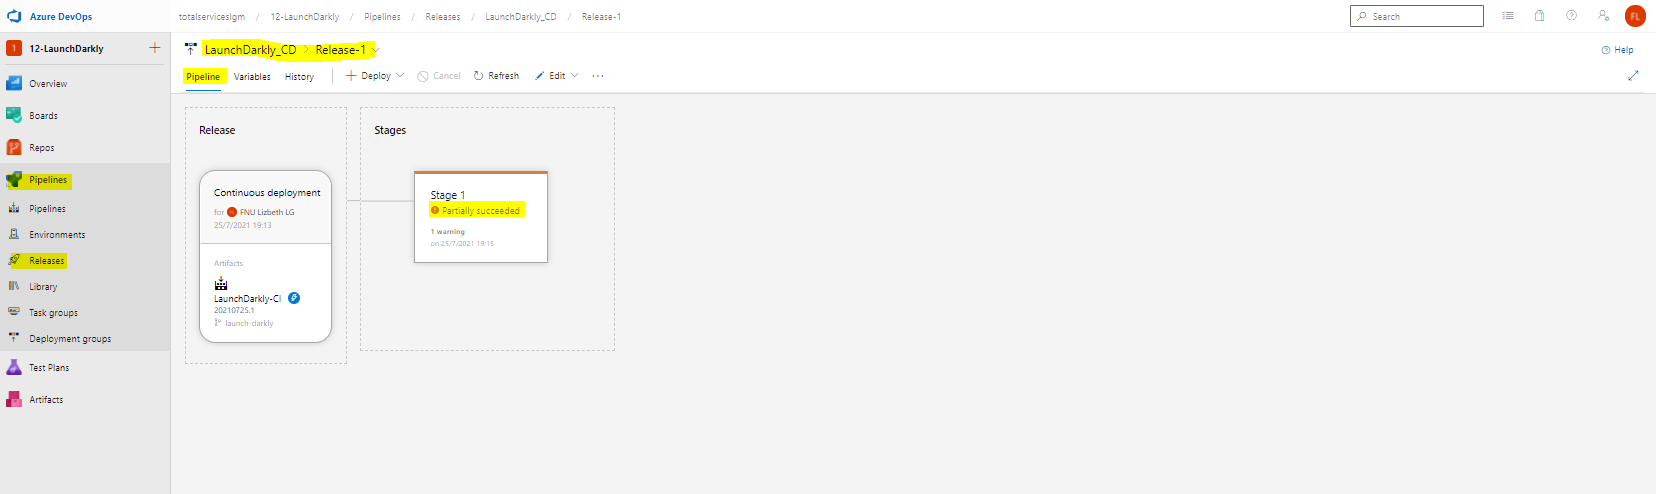 Azure DevOps
totalserviceslgm / 12-LaunchDarkly / Pipelines / Releases / LaunchDarkly_CD / Release-1
Search
FL
1 12-LaunchDarkly
LaunchDarkly_CD > Release-1
Help
Pipeline Variables History Deploy Cancel Refresh Edit
Overview
Boards
Repos
Pipelines
Pipelines
Environments
Releases
Library
Task groups
Deployment groups
Test Plans
Artifacts
Release
Continuous deployment
for FNU Lizbeth LG
25/7/2021 19:13
Artifacts
LaunchDarkly-CI
20210725.1
launch-darkly
Stages
Stage 1
Partially succeeded
1 warning
on 25/7/2021 19:15